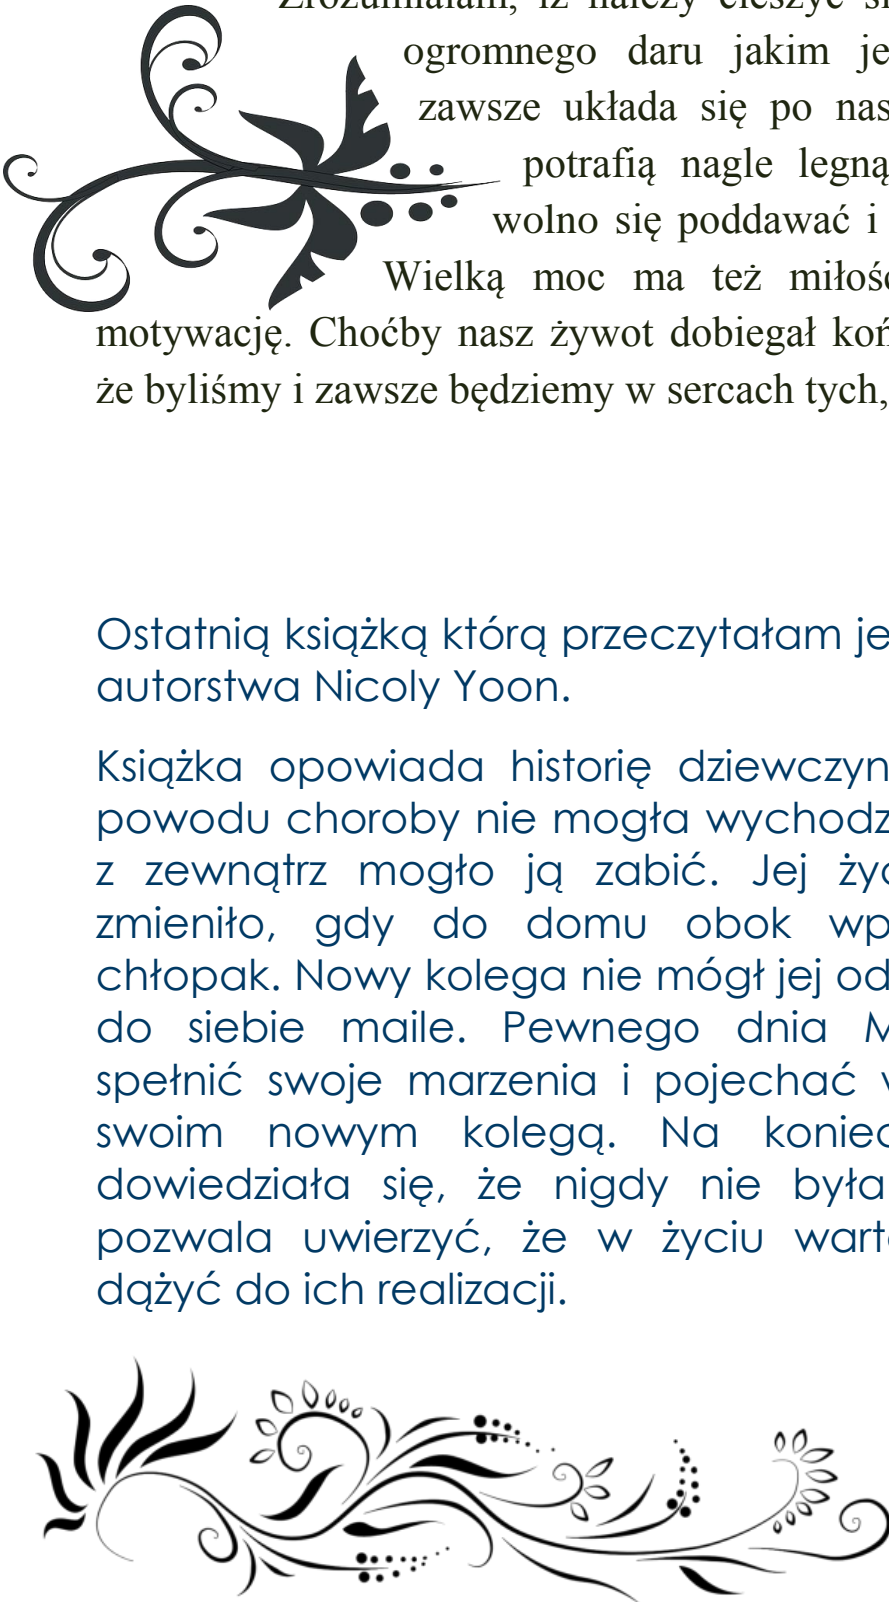 Zrozumiałam, iż należy cieszyć
ogromnego daru jakim je
zawsze układa się po nas
potrafią nagle legną
wolno się poddawać i
Wielką moc ma też miłoś
motywację. Choćby nasz żywot dobiegał koń
że byliśmy i zawsze będziemy w sercach tych,
Ostatnią książką którą przeczytałam je
autorstwa Nicoly Yoon.
Książka opowiada historię dziewczyn
powodu choroby nie mogła wychodz
z zewnątrz mogło ją zabić. Jej życ
zmieniło, gdy do domu obok wp
chłopak. Nowy kolega nie mógł jej od
do siebie maile. Pewnego dnia M
spełnić swoje marzenia i pojechać
swoim nowym kolegą. Na koniec
dowiedziała się, że nigdy nie była
pozwala uwierzyć, że w życiu wart
dążyć do ich realizacji.